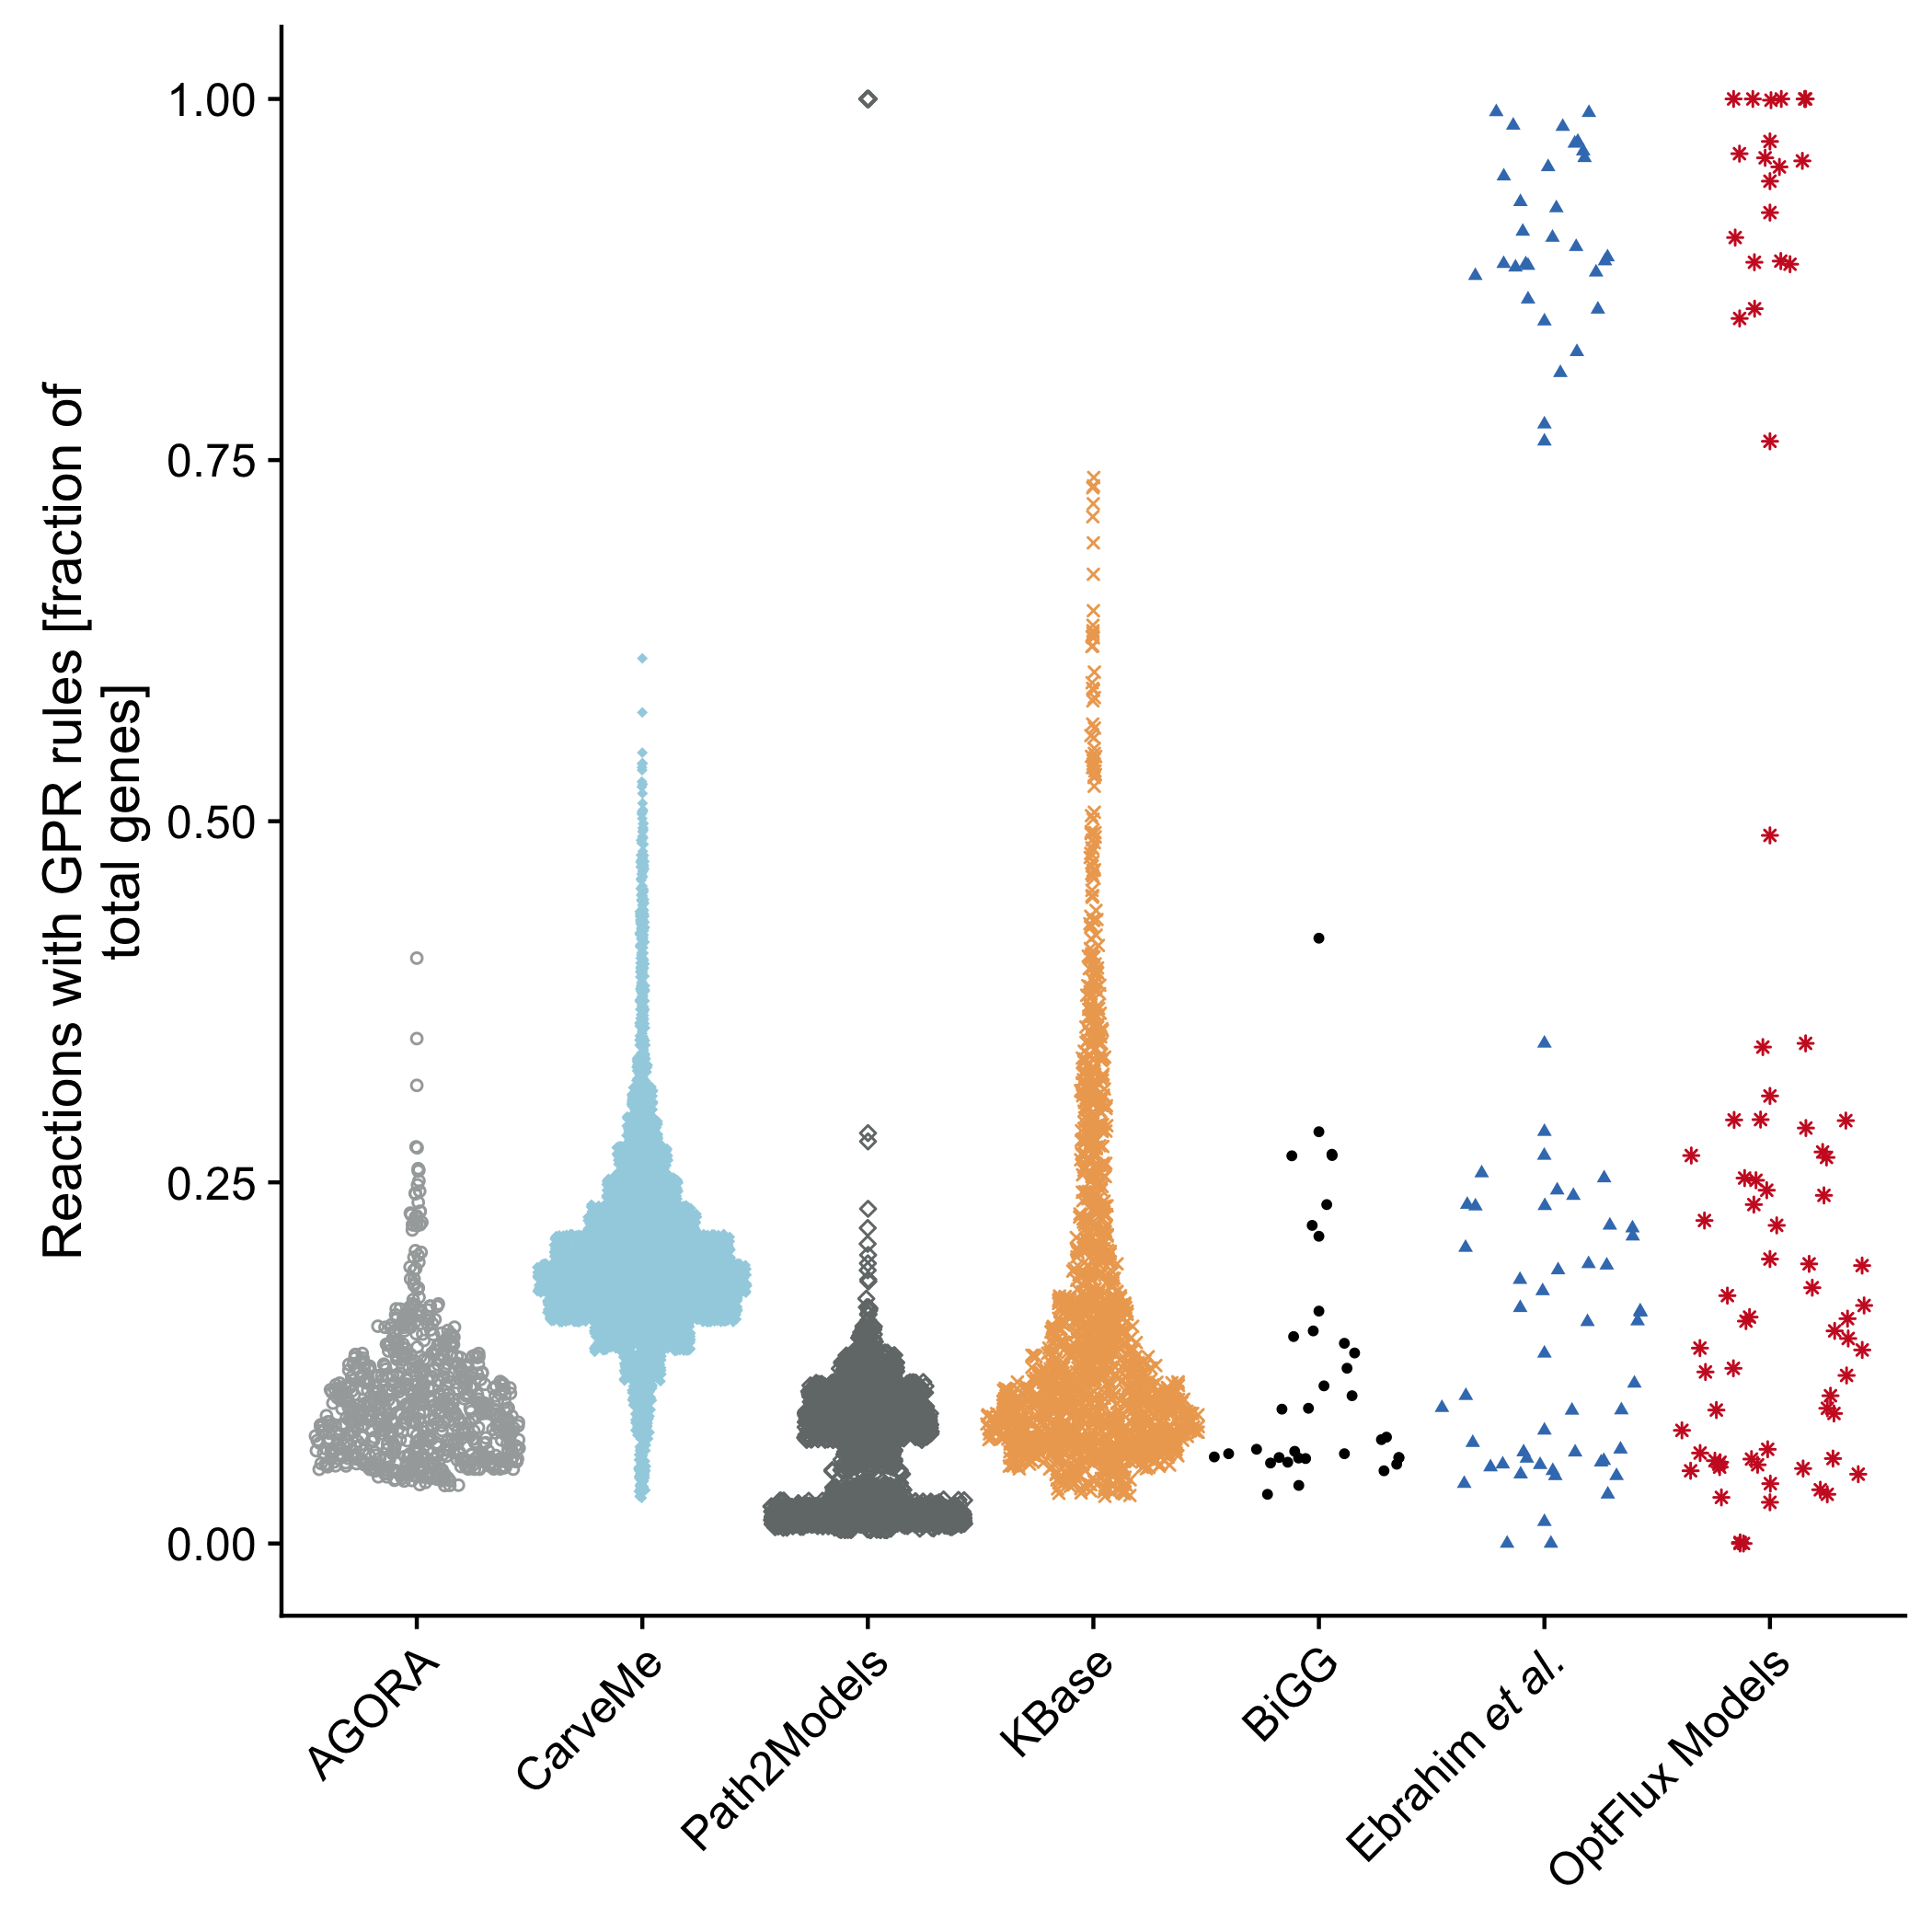 Reactions with GPR rules [fraction of
total genes]
1.00
0.75
0.50
0.25
0.00
AGORA
CarveMe
Path2Models
KBase
BiGG
Ebrahim et al.
OptFlux Models